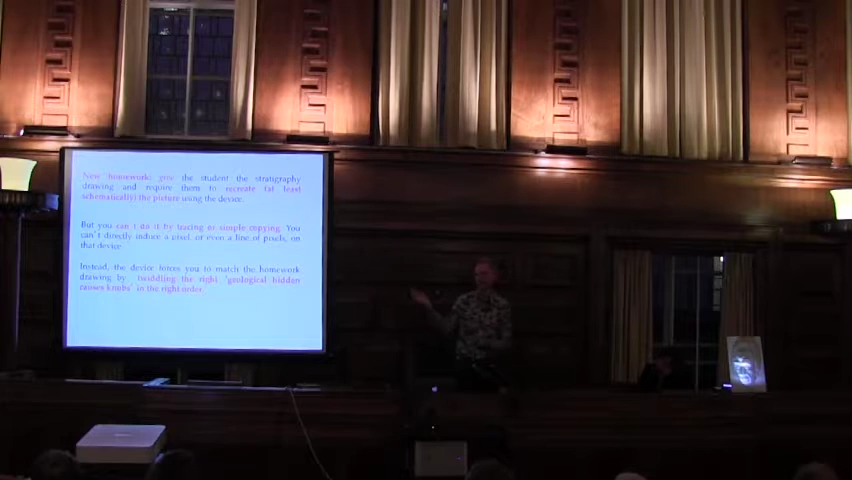 New homework: give the student the stratigraphy
drawing and require them to recreate (at least
schematically) the picture using the device.
But you can't do it by tracing or simple copying. You
can't directly induce a pixel, or even a line of pixels, on
that device.
Instead, the device forces you to match the homework
drawing by twiddling the right 'geological hidden
causes knobs' in the right order.